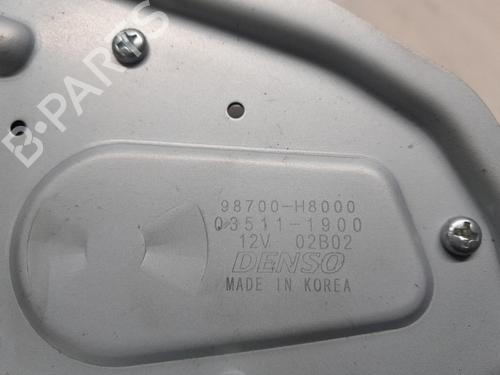 B-PARTS
98700-H8000
03511-1900
12V 02B02
DENSO
MADE IN KOREA